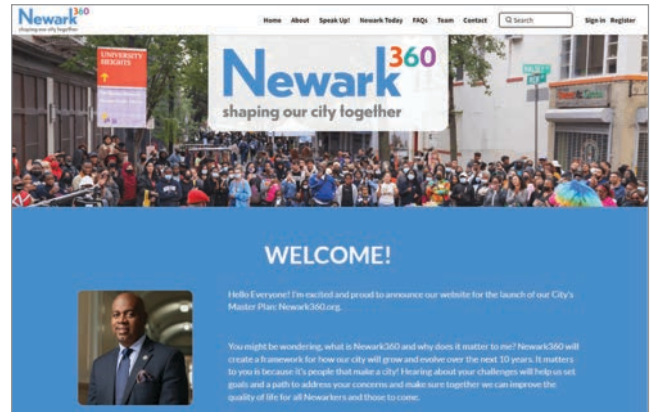 Newark360
shaping our city together
Home About Speak Up! Newark Today FAQs Team Contact Search Sign in Register
UNIVERSITY
HEIGHTS
Newark360
shaping our city together
WELCOME!
Hello Everyone! I'm excited and proud to announce our website for the launch of our City's
Master Plan: Newark360.org.
You might be wondering, what is Newark360 and why does it matter to me? Newark360 will
create a framework for how our city will grow and evolve over the next 10 years. It matters
to you is because it's people that make a city! Hearing about your challenges will help us set
goals and a path to address your concerns and make sure together we can improve the
quality of life for all Newarkers and those to come.